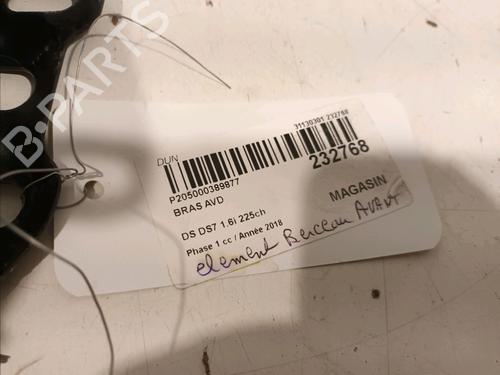 B-PARTS
DUN
31130301 232768
P205000389877
232768
BRAS AVD
MAGASIN
DS DS7 1.6i 225ch
Phase 1 cc / Année 2018
element Berceau AVANT